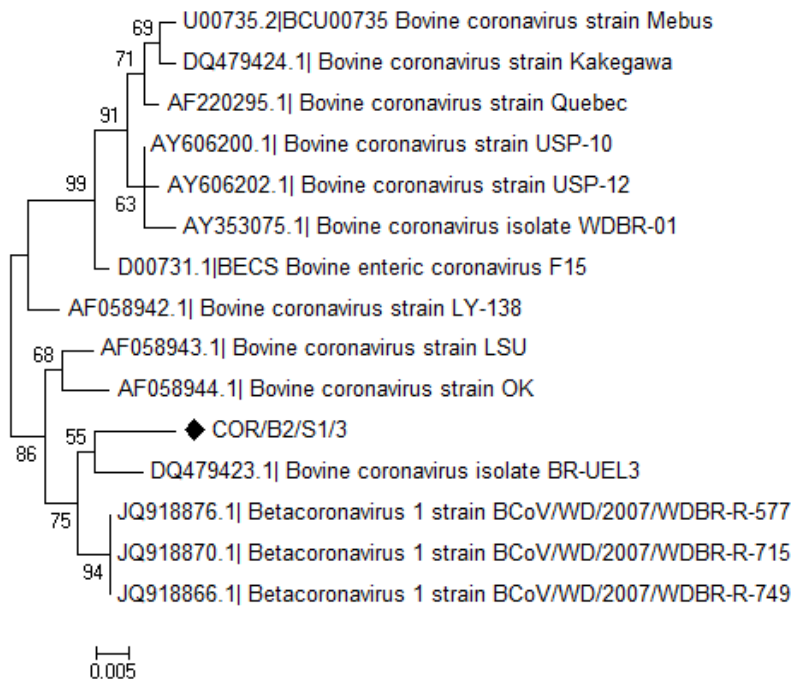 U00735.2|BCU00735 Bovine coronavirus strain Mebus
69
DQ479424.1| Bovine coronavirus strain Kakegawa
71
AF220295.1| Bovine coronavirus strain Quebec
91
AY606200.1| Bovine coronavirus strain USP-10
99
AY606202.1| Bovine coronavirus strain USP-12
63
AY353075.1| Bovine coronavirus isolate WDBR-01
D00731.1|BECS Bovine enteric coronavirus F15
AF058942.1| Bovine coronavirus strain LY-138
AF058943.1| Bovine coronavirus strain LSU
68
AF058944.1| Bovine coronavirus strain OK
55
COR/B2/S1/3
86
DQ479423.1| Bovine coronavirus isolate BR-UEL3
JQ918876.1| Betacoronavirus 1 strain BCoV/WD/2007/WDBR-R-577
75
JQ918870.1| Betacoronavirus 1 strain BCoV/WD/2007/WDBR-R-715
94
JQ918866.1| Betacoronavirus 1 strain BCoV/WD/2007/WDBR-R-749
0.005